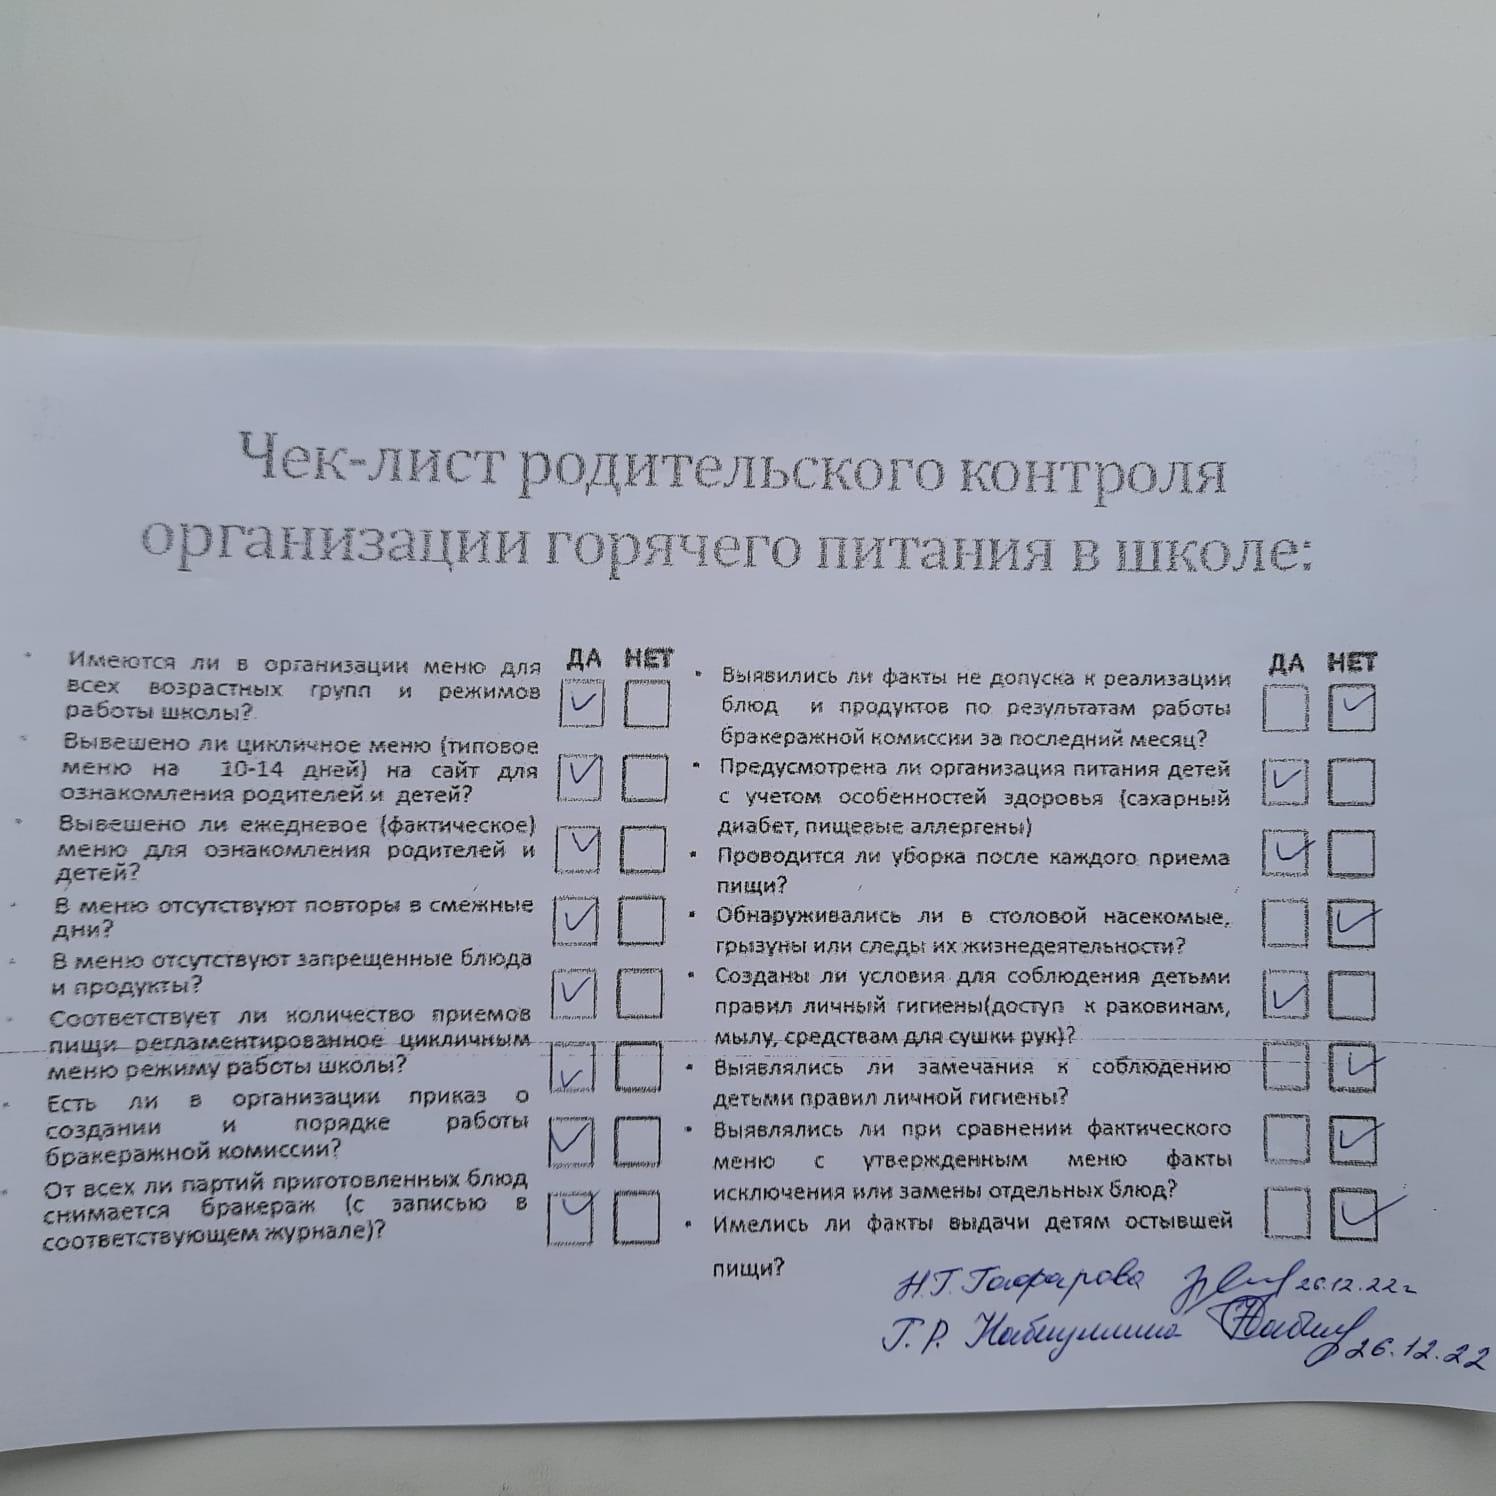 Чек-лист родительского контроля
организации горячего питания в школе:
ДА НЕТ
• Имеются ли в организации меню для
всех возрастных групп и режимов
работы школы?
• Вывешено ли цикличное меню (типовое
меню на 10-14 дней) на сайт для
ознакомления родителей и детей?
• Вывешено ли ежедневое (фактическое)
меню для ознакомления родителей и
детей?
• В меню отсутствуют повторы в смежные
дни?
• В меню отсутствуют запрещенные блюда
и продукты?
• Соответствует ли количество приемов
пищи регламентированное цикличным
меню режиму работы школы?
• Есть ли в организации приказ о
создании и порядке работы
бракеражной комиссии?
• От всех ли партий приготовленных блюд
снимается бракераж (с записью в
соответствующем журнале)?
ДА НЕТ
• Выявились ли факты не допуска к реализации
блюд и продуктов по результатам работы
бракеражной комиссии за последний месяц?
• Предусмотрена ли организация питания детей
с учетом особенностей здоровья (сахарный
диабет, пищевые аллергены)
• Проводится ли уборка после каждого приема
пищи?
• Обнаруживались ли в столовой насекомые,
грызуны или следы их жизнедеятельности?
• Созданы ли условия для соблюдения детьми
правил личный гигиены(доступ к раковинам,
мылу, средствам для сушки рук)?
• Выявлялись ли замечания к соблюдению
детьми правил личной гигиены?
• Выявлялись ли при сравнении фактического
меню с утвержденным меню факты
исключения или замены отдельных блюд?
• Имелись ли факты выдачи детям остывшей
пищи?
Н.Г. Гафарова 26.12.22г
Г.Р. Набиуллина 26.12.22